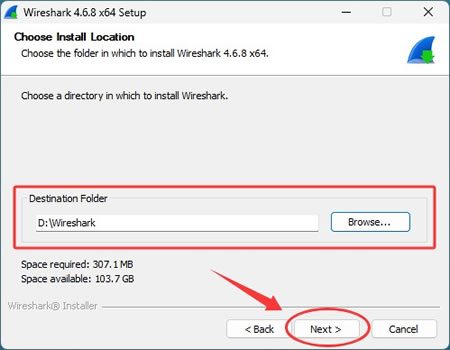 Wireshark 4.6.8 x64 Setup
Choose Install Location
Choose the folder in which to install Wireshark 4.6.8 x64.
Choose a directory in which to install Wireshark.
Destination Folder
D:\Wireshark
Browse...
Space required: 307.1 MB
Space available: 103.7 GB
Wireshark® Installer
< Back
Next >
Cancel